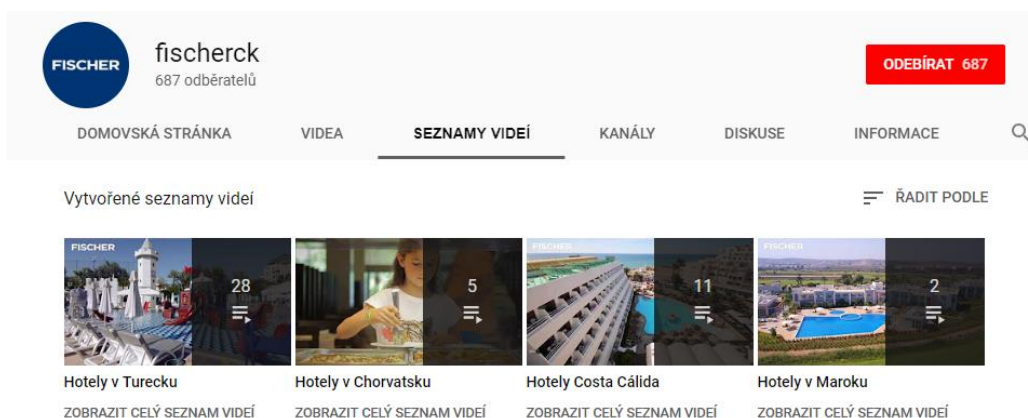 FISCHER
fischerck
687 odběratelů
ODEBÍRAT 687
DOMOVSKÁ STRÁNKA VIDEA SEZNAMY VIDEÍ KANÁLY DISKUSE INFORMACE
Vytvořené seznamy videí
ŘADIT PODLE
FISCHER FISCHER FISCHER
28 5 11 2
Hotely v Turecku Hotely v Chorvatsku Hotely Costa Cálida Hotely v Maroku
ZOBRAZIT CELÝ SEZNAM VIDEÍ ZOBRAZIT CELÝ SEZNAM VIDEÍ ZOBRAZIT CELÝ SEZNAM VIDEÍ ZOBRAZIT CELÝ SEZNAM VIDEÍ